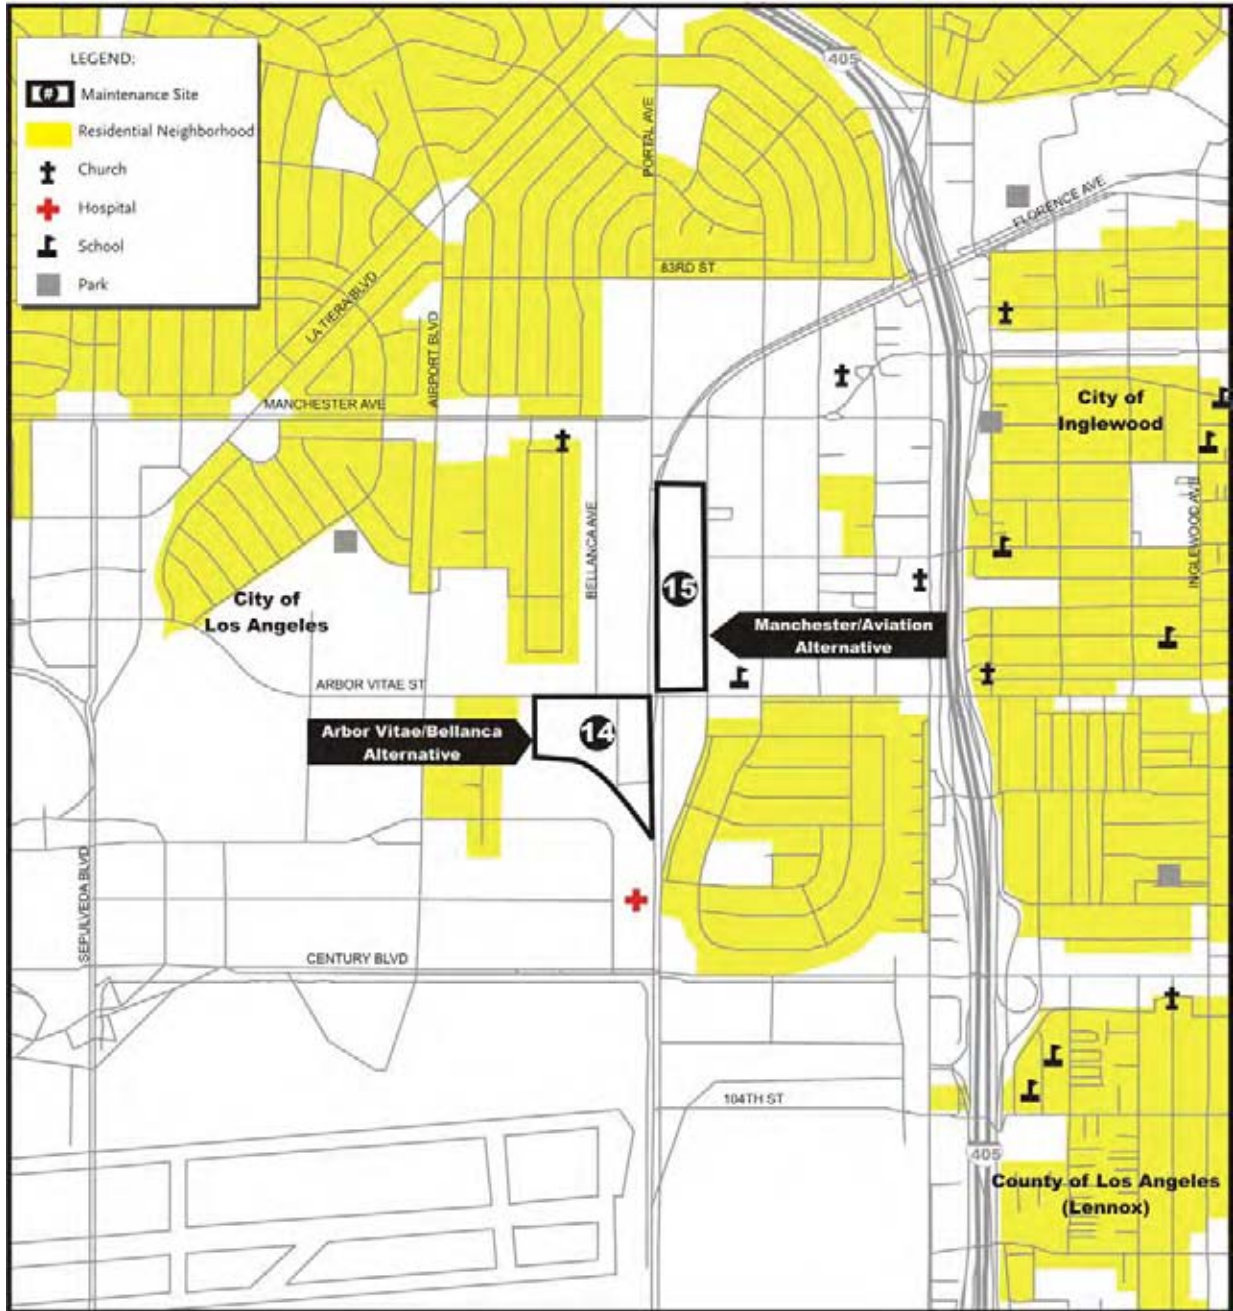 LEGEND:
# Maintenance Site
Residential Neighborhood
Church
Hospital
School
Park
405
PORTAL AVE
FLORENCE AVE.
83RD ST
LA TIERA BLVD
AIRPORT BLVD
MANCHESTER AVE
City of
Inglewood
BELLANCA AVE
INGLEWOOD AVE
15
City of
Los Angeles
Manchester/Aviation
Alternative
ARBOR VITAE ST
Arbor Vitae/Bellanca
Alternative
14
SEPULVEDA BLVD
CENTURY BLVD
104TH ST
405
County of Los Angeles
(Lennox)